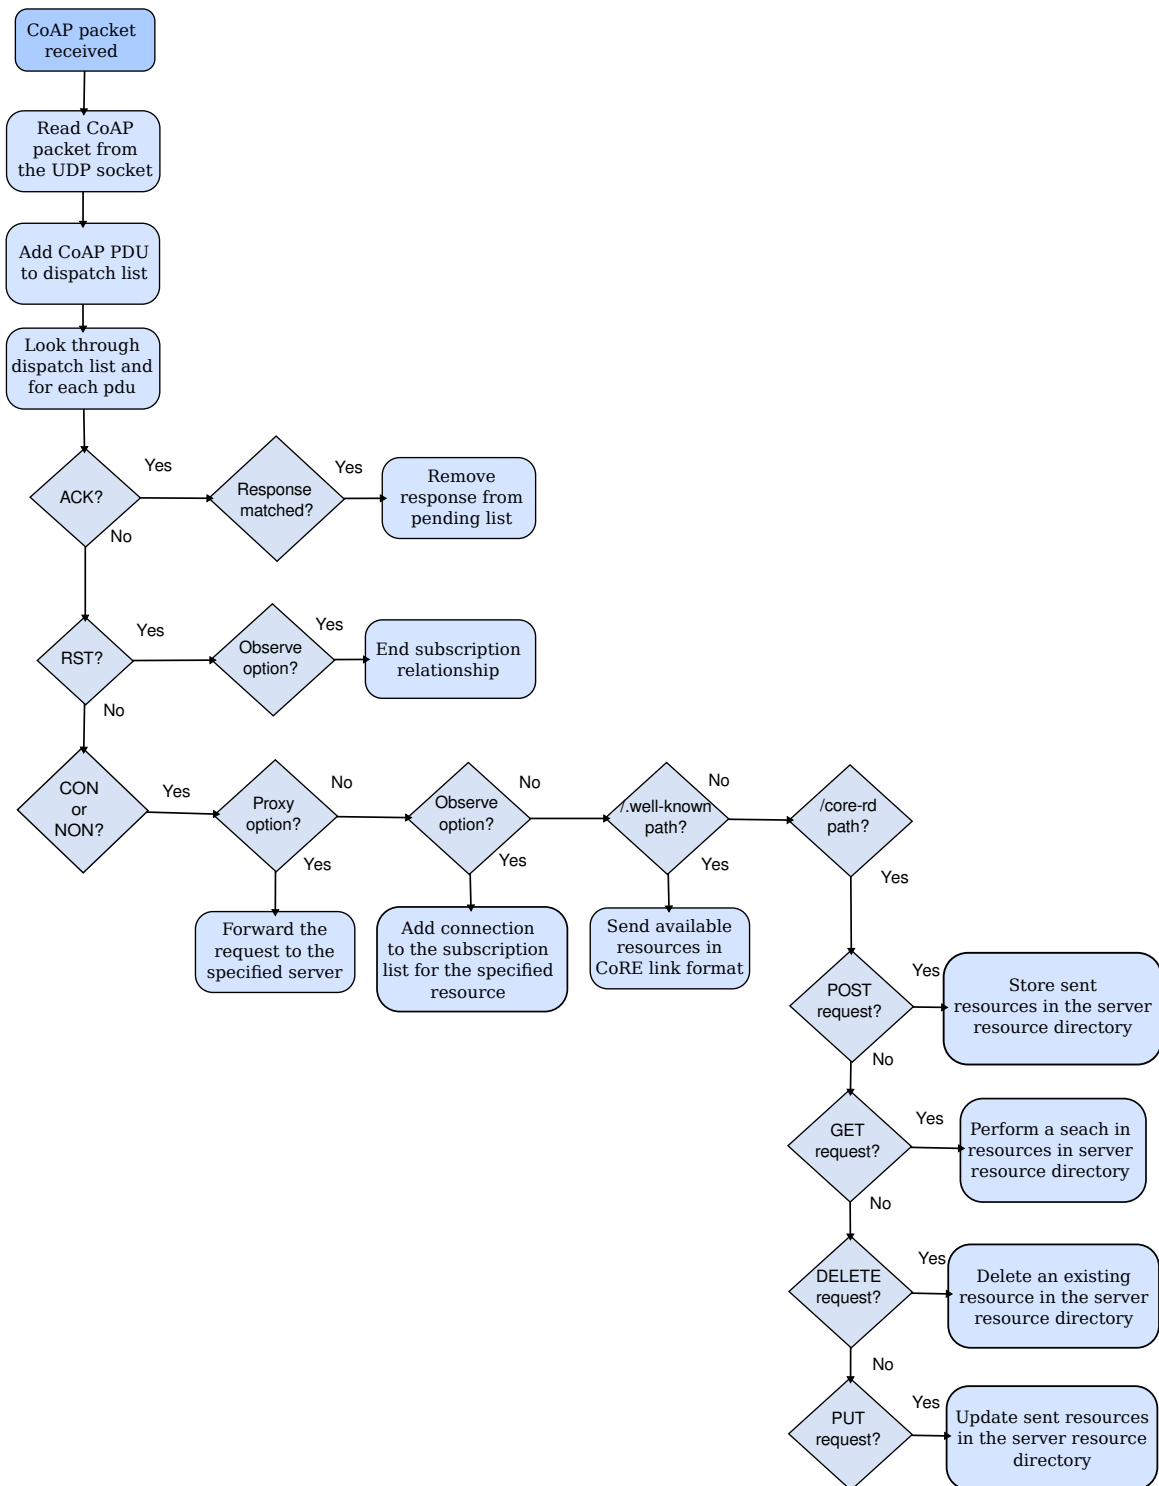 CoAP packet
received
Read CoAP
packet from
the UDP socket
Add CoAP PDU
to dispatch list
Look through
dispatch list and
for each pdu
ACK?
Yes
No
Response
matched?
Yes
Remove
response from
pending list
RST?
Yes
No
Observe
option?
Yes
End subscription
relationship
CON
or
NON?
Yes
Proxy
option?
No
Yes
Forward the
request to the
specified server
Observe
option?
No
Yes
Add connection
to the subscription
list for the specified
resource
/.well-known
path?
No
Yes
Send available
resources in
CoRE link format
/core-rd
path?
Yes
POST
request?
Yes
No
Store sent
resources in the server
resource directory
GET
request?
Yes
No
Perform a seach in
resources in server
resource directory
DELETE
request?
Yes
No
Delete an existing
resource in the server
resource directory
PUT
request?
Yes
Update sent resources
in the server resource
directory